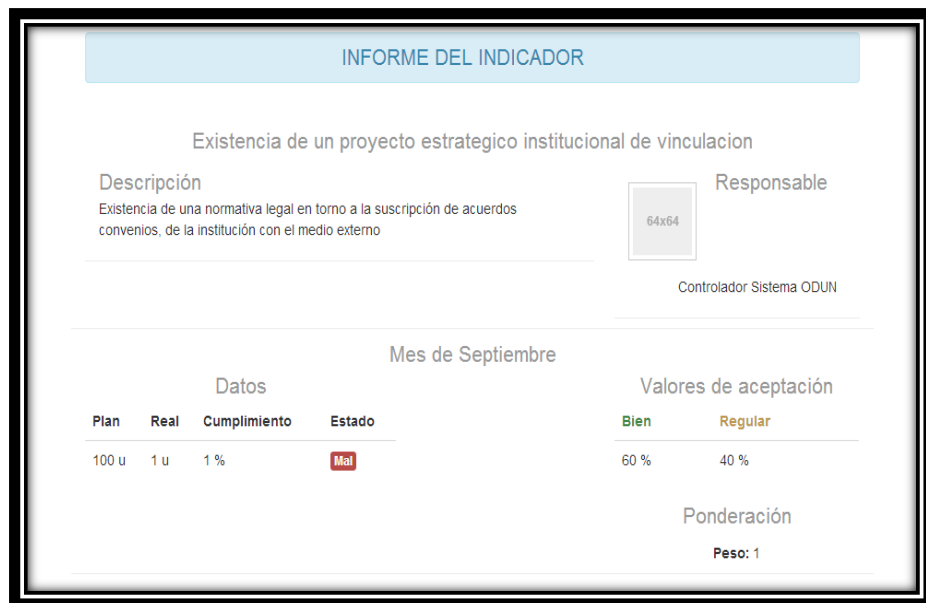 INFORME DEL INDICADOR
Existencia de un proyecto estrategico institucional de vinculacion
Descripción
Existencia de una normativa legal en torno a la suscripción de acuerdos
convenios, de la institución con el medio externo
Responsable
64x64
Controlador Sistema ODUN
Mes de Septiembre
Datos
Plan Real Cumplimiento Estado
100 u 1 u 1 % Mal
Valores de aceptación
Bien Regular
60 % 40 %
Ponderación
Peso: 1